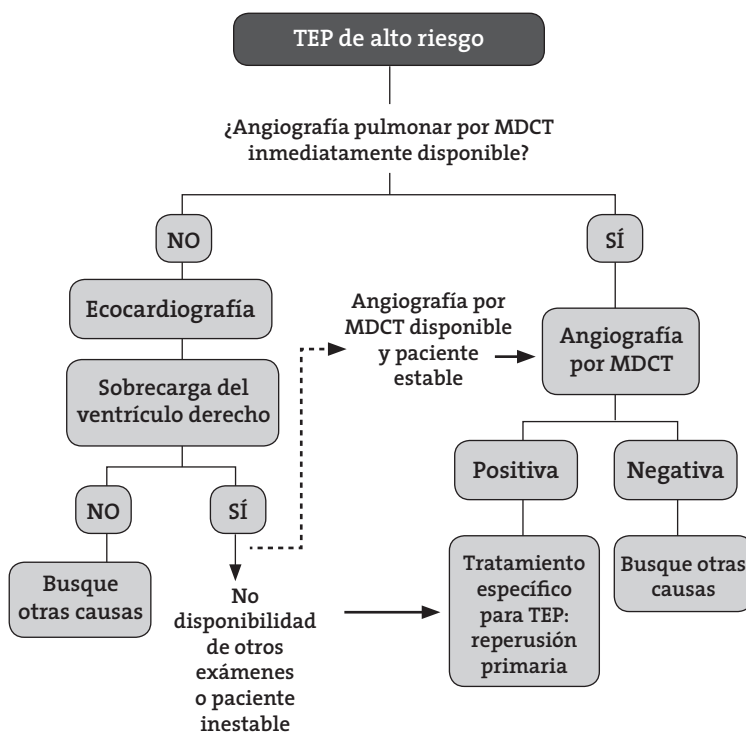 TEP de alto riesgo
¿Angiografía pulmonar por MDCT
inmediatamente disponible?
NO
SÍ
Ecocardiografía
Angiografía por
MDCT disponible
y paciente
estable
Angiografía
por MDCT
Sobrecarga del
ventrículo derecho
NO
SÍ
Positiva
Negativa
Busque
otras causas
No
disponibilidad
de otros
exámenes
o paciente
inestable
Tratamiento
específico
para TEP:
reperusión
primaria
Busque otras
causas